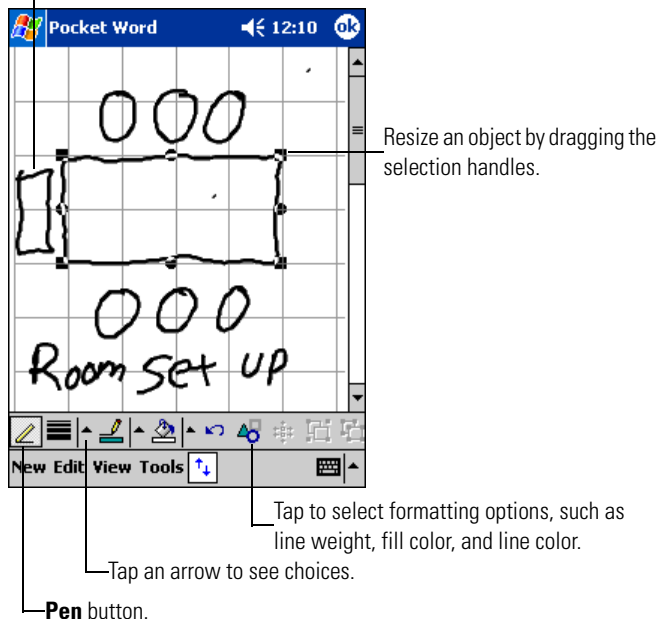 Pocket Word 12:10 ok
Resize an object by dragging the
selection handles.
Room set up
New Edit View Tools
Tap to select formatting options, such as
line weight, fill color, and line color.
Tap an arrow to see choices.
Pen button.